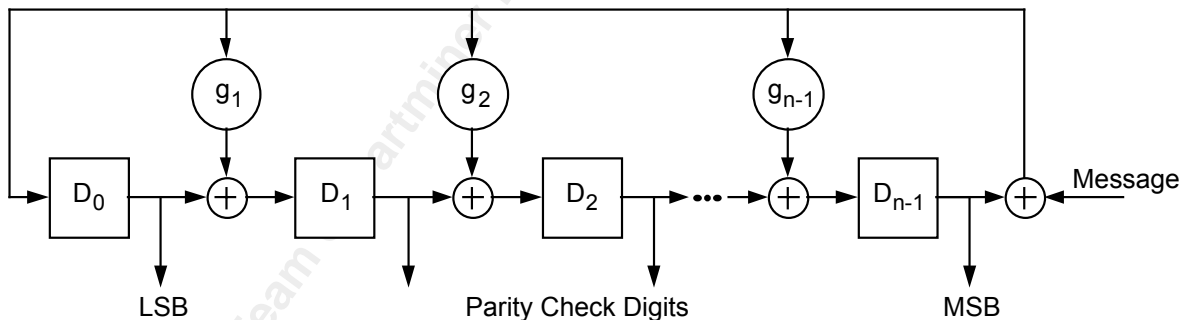 g1 g2 gn-1
D0 D1 D2 ••• Dn-1 Message
LSB Parity Check Digits MSB